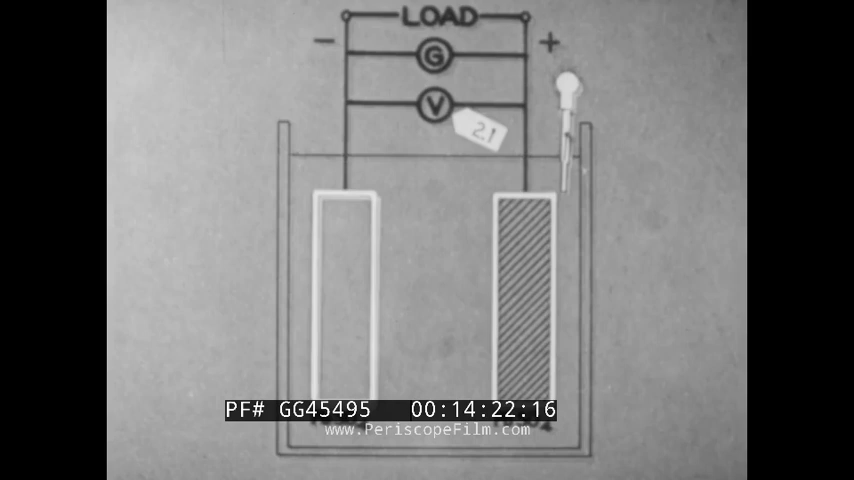 LOAD
− +
G
V
2.1
PF# GG45495 00:14:22:16
www.PeriscopeFilm.com